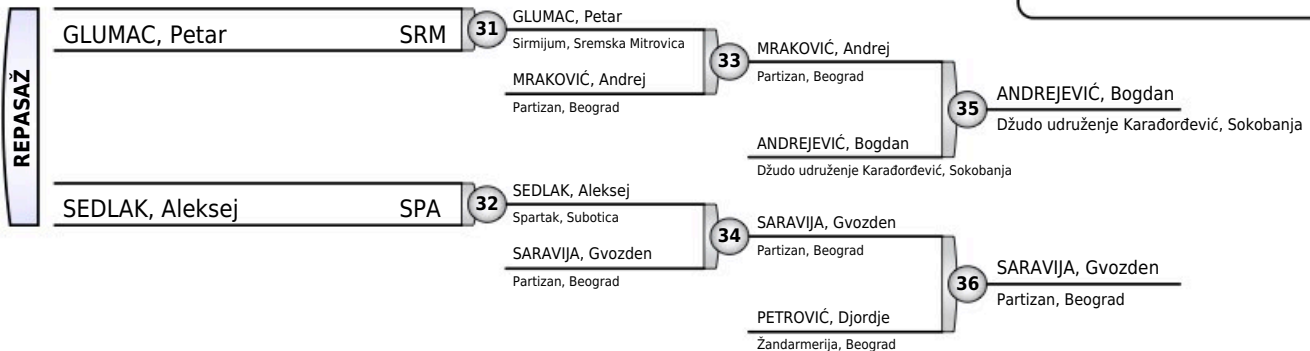 REPASAŽ
GLUMAC, Petar SRM
31
GLUMAC, Petar
Sirmijum, Sremska Mitrovica
MRAKOVIĆ, Andrej
Partizan, Beograd
33
MRAKOVIĆ, Andrej
Partizan, Beograd
ANDREJEVIĆ, Bogdan
Džudo udruženje Karađorđević, Sokobanja
35
ANDREJEVIĆ, Bogdan
Džudo udruženje Karađorđević, Sokobanja
SEDLAK, Aleksej SPA
32
SEDLAK, Aleksej
Spartak, Subotica
SARAVIJA, Gvozden
Partizan, Beograd
34
SARAVIJA, Gvozden
Partizan, Beograd
PETROVIĆ, Djordje
Žandarmerija, Beograd
36
SARAVIJA, Gvozden
Partizan, Beograd